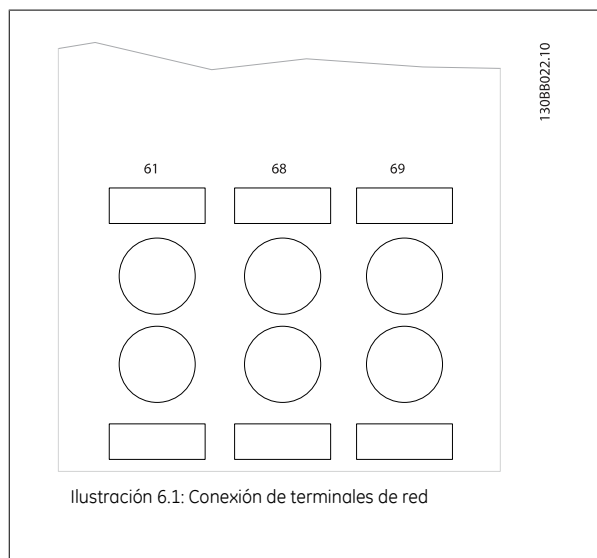 130BB022.10
61 68 69
Ilustración 6.1: Conexión de terminales de red